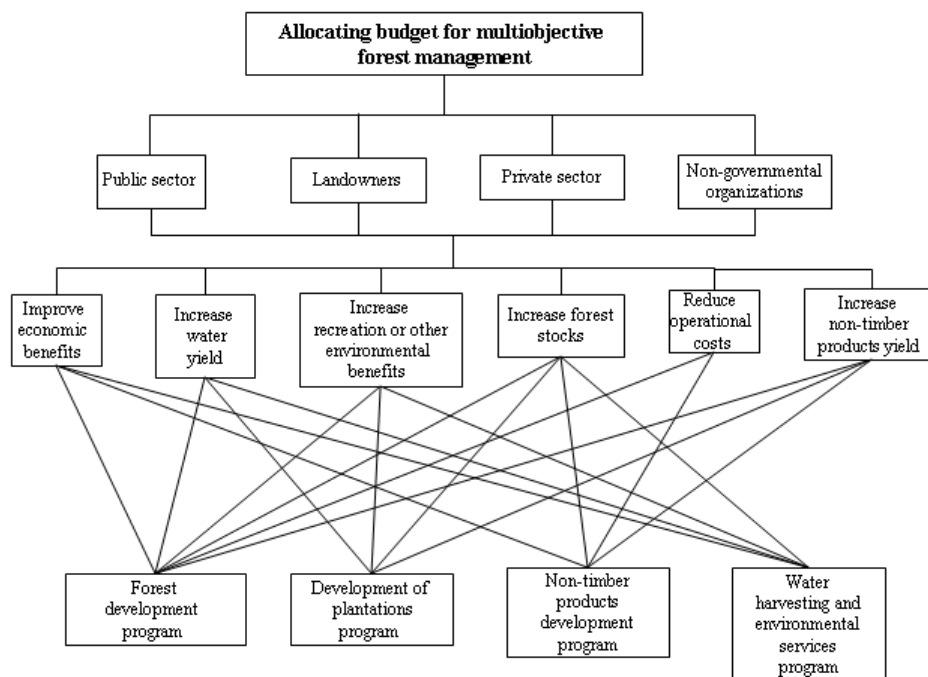 Allocating budget for multiobjective
forest management
Public sector
Landowners
Private sector
Non-governmental
organizations
Improve
economic
benefits
Increase
water
yield
Increase
recreation or other
environmental
benefits
Increase forest
stocks
Reduce
operational
costs
Increase
non-timber
products yield
Forest
development
program
Development of
plantations
program
Non-timber
products
development
program
Water
harvesting and
environmental
services
program